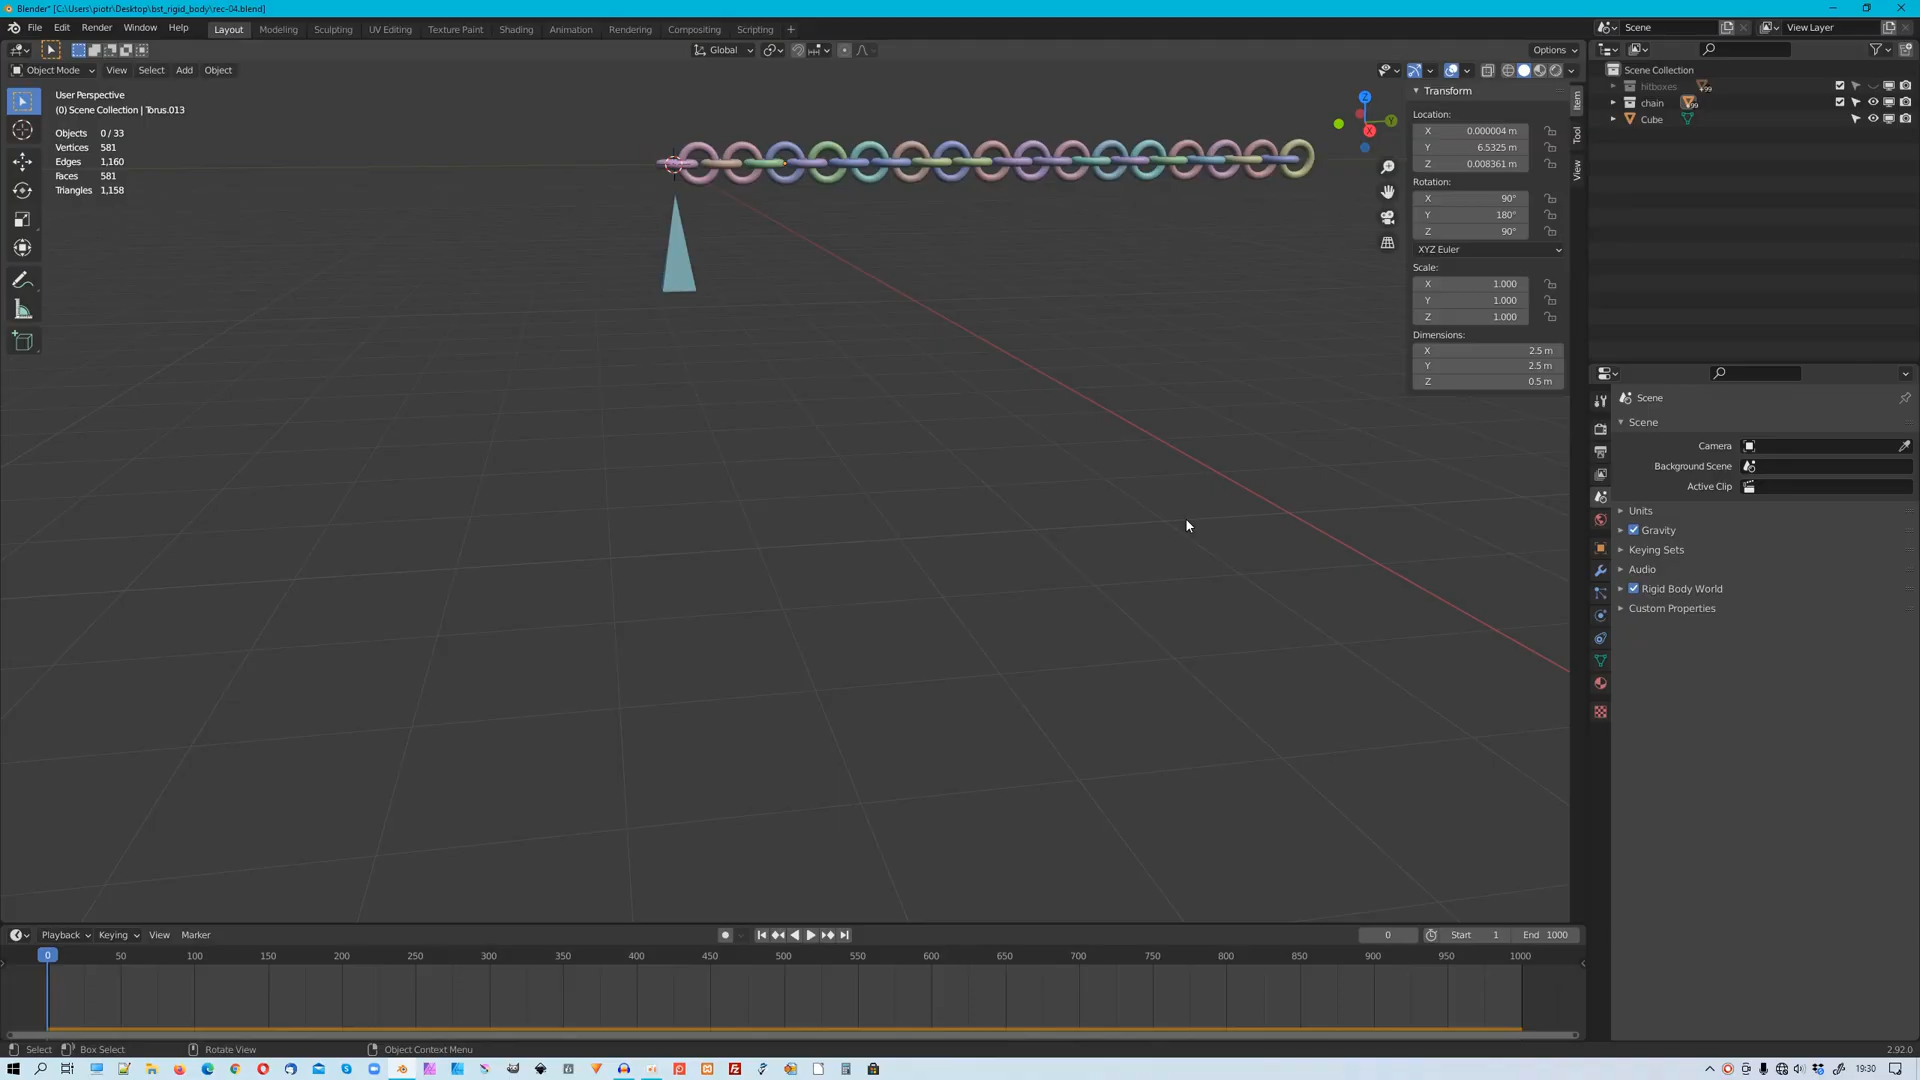 Blender* [C:\Users\piotr\Desktop\bst_rigid_body\rec-04.blend]
File Edit Render Window Help
Layout Modeling Sculpting UV Editing Texture Paint Shading Animation Rendering Compositing Scripting +
Scene
View Layer
Global
Options
Object Mode View Select Add Object
User Perspective
(0) Scene Collection | Torus.013
Objects 0 / 33
Vertices 581
Edges 1,160
Faces 581
Triangles 1,158
Z
Y
X
Transform
Location:
X 0.000004 m
Y 6.5325 m
Z 0.008361 m
Rotation:
X 90°
Y 180°
Z 90°
XYZ Euler
Scale:
X 1.000
Y 1.000
Z 1.000
Dimensions:
X 2.5 m
Y 2.5 m
Z 0.5 m
Item
Tool
View
Scene Collection
hitboxes
chain
Cube
Scene
Scene
Camera
Background Scene
Active Clip
Units
Gravity
Keying Sets
Audio
Rigid Body World
Custom Properties
Playback Keying View Marker
0 Start 1 End 1000
0 50 100 150 200 250 300 350 400 450 500 550 600 650 700 750 800 850 900 950 1000
Select Box Select Rotate View Object Context Menu
2.92.0
19:30